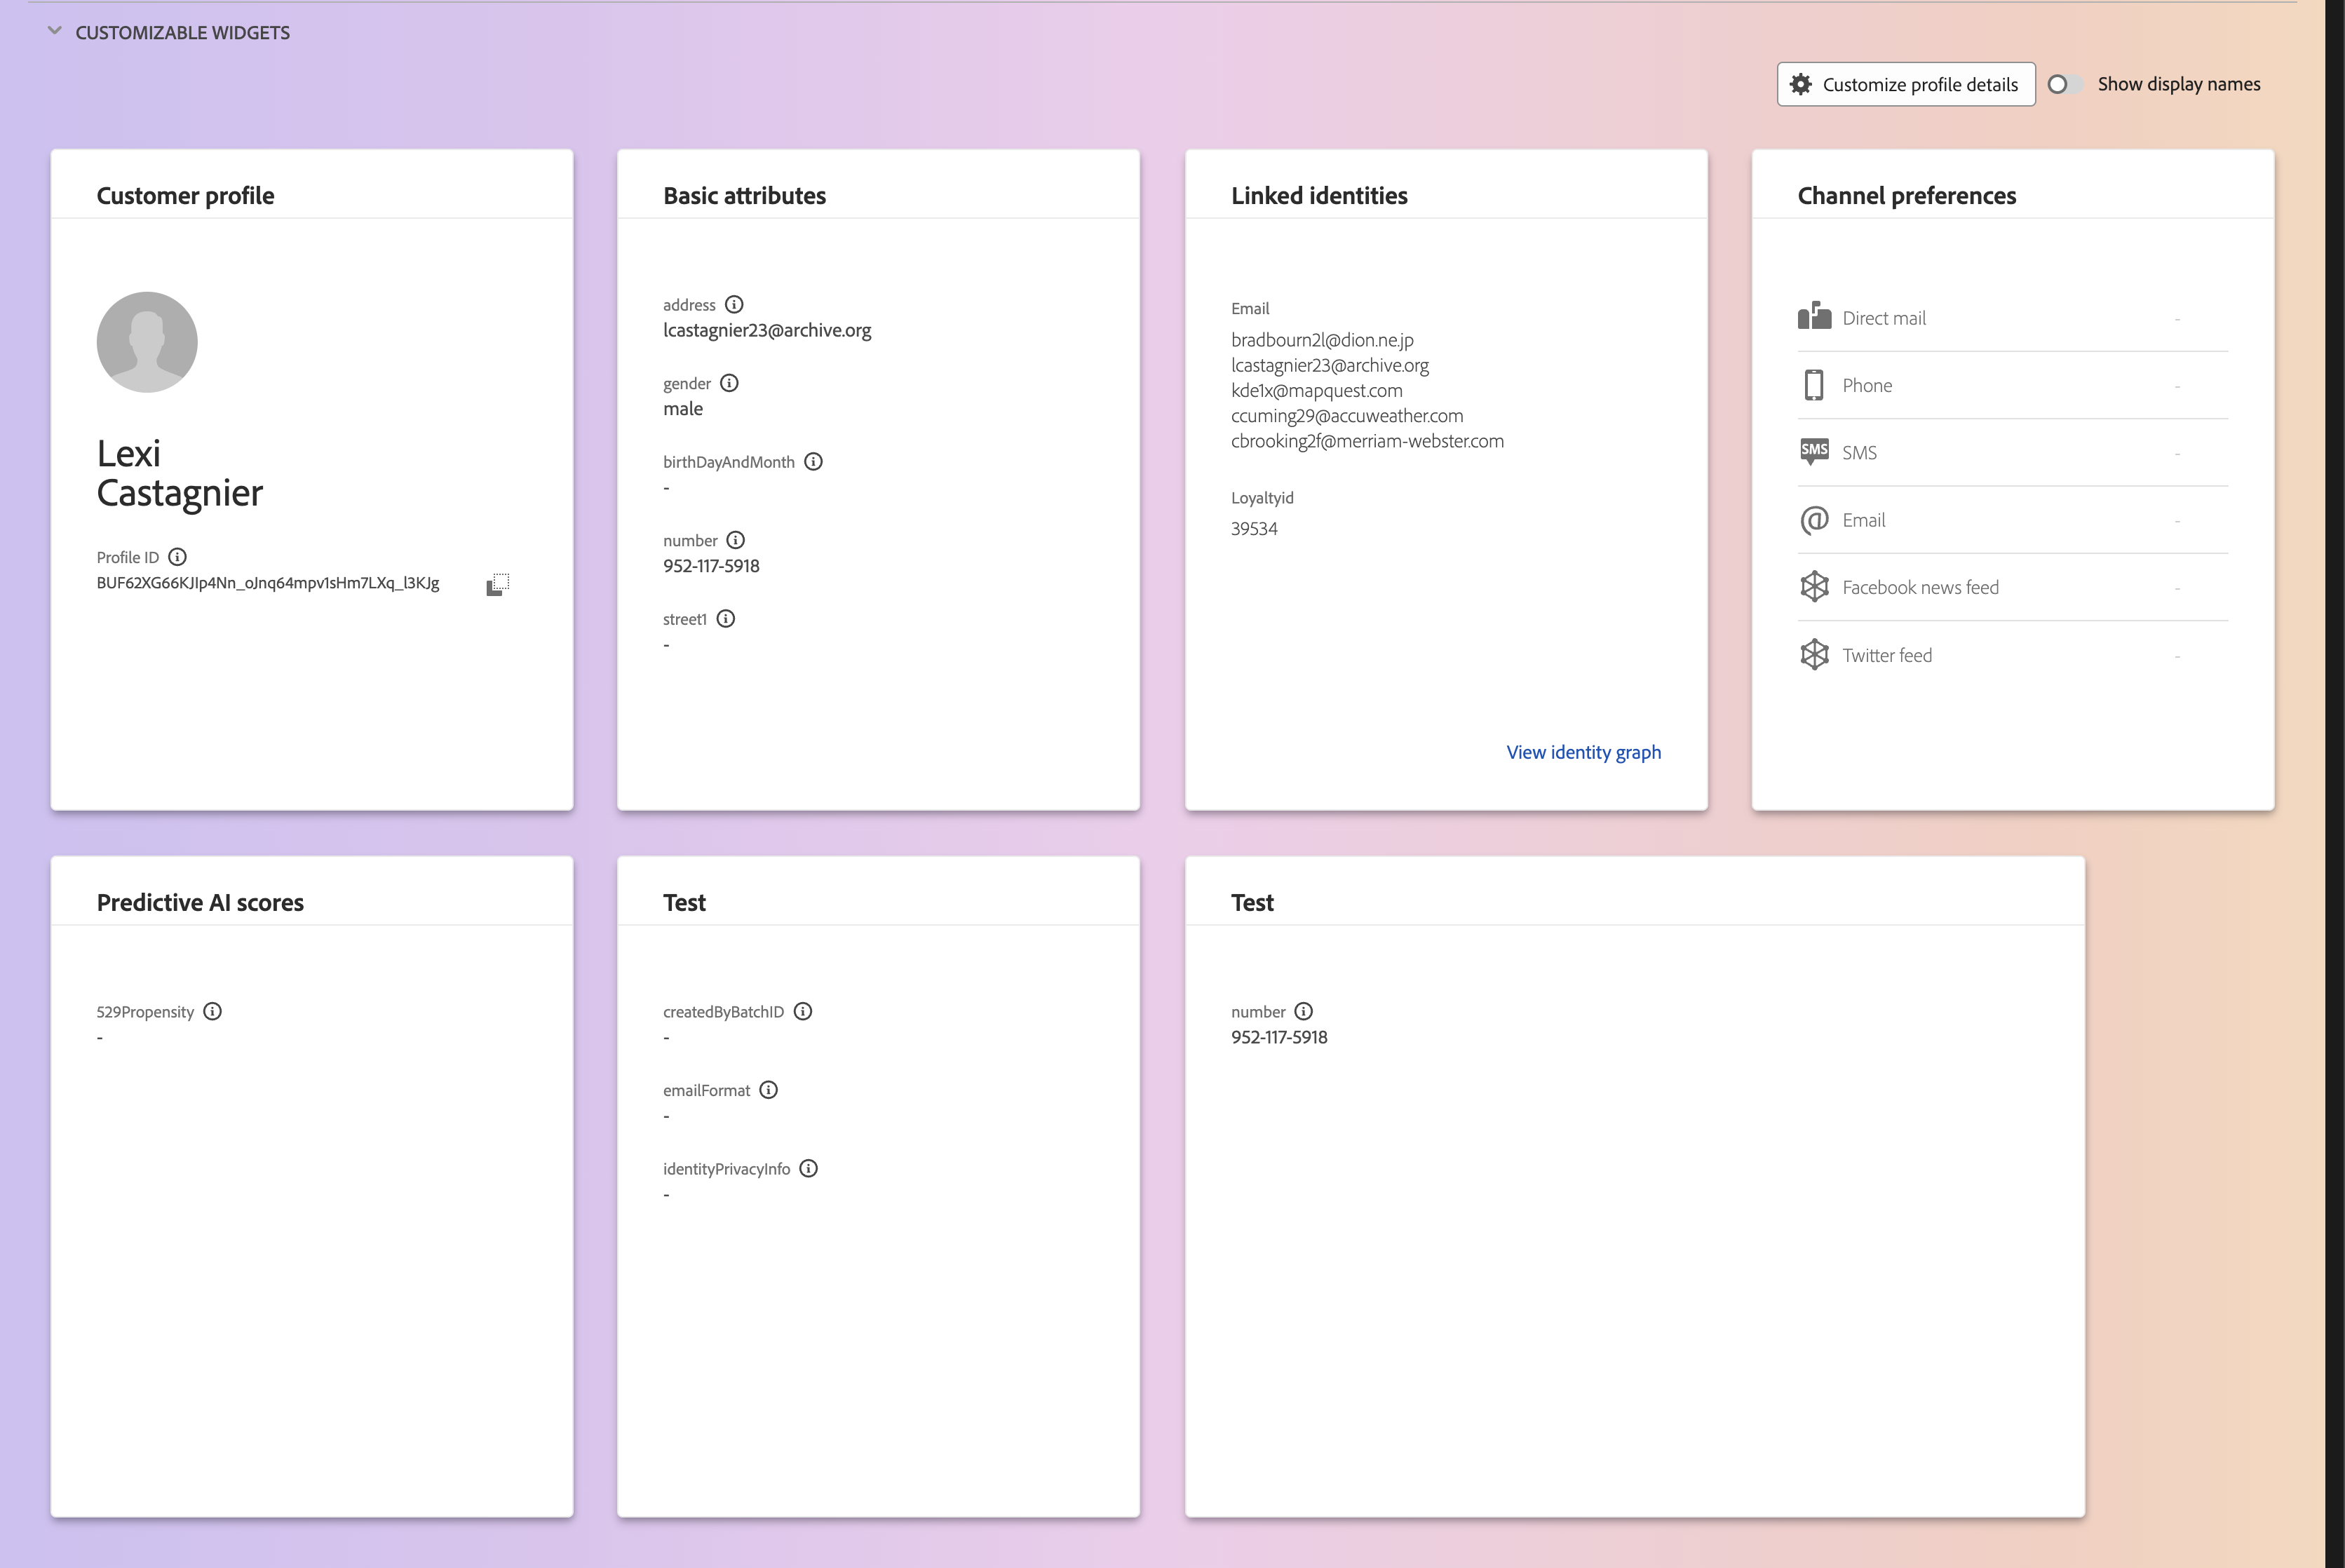 CUSTOMIZABLE WIDGETS
Customize profile details
Show display names
Customer profile
Lexi
Castagnier
Profile ID
BUF62XG66KJIp4Nn_oJnq64mpv1sHm7LXq_l3KJg
Basic attributes
address
lcastagnier23@archive.org
gender
male
birthDayAndMonth
-
number
952-117-5918
street1
-
Linked identities
Email
bradbourn2l@dion.ne.jp
lcastagnier23@archive.org
kde1x@mapquest.com
ccuming29@accuweather.com
cbrooking2f@merriam-webster.com
Loyaltyid
39534
View identity graph
Channel preferences
Direct mail -
Phone -
SMS SMS -
Email -
Facebook news feed -
Twitter feed -
Predictive AI scores
529Propensity
-
Test
createdByBatchID
-
emailFormat
-
identityPrivacyInfo
-
Test
number
952-117-5918